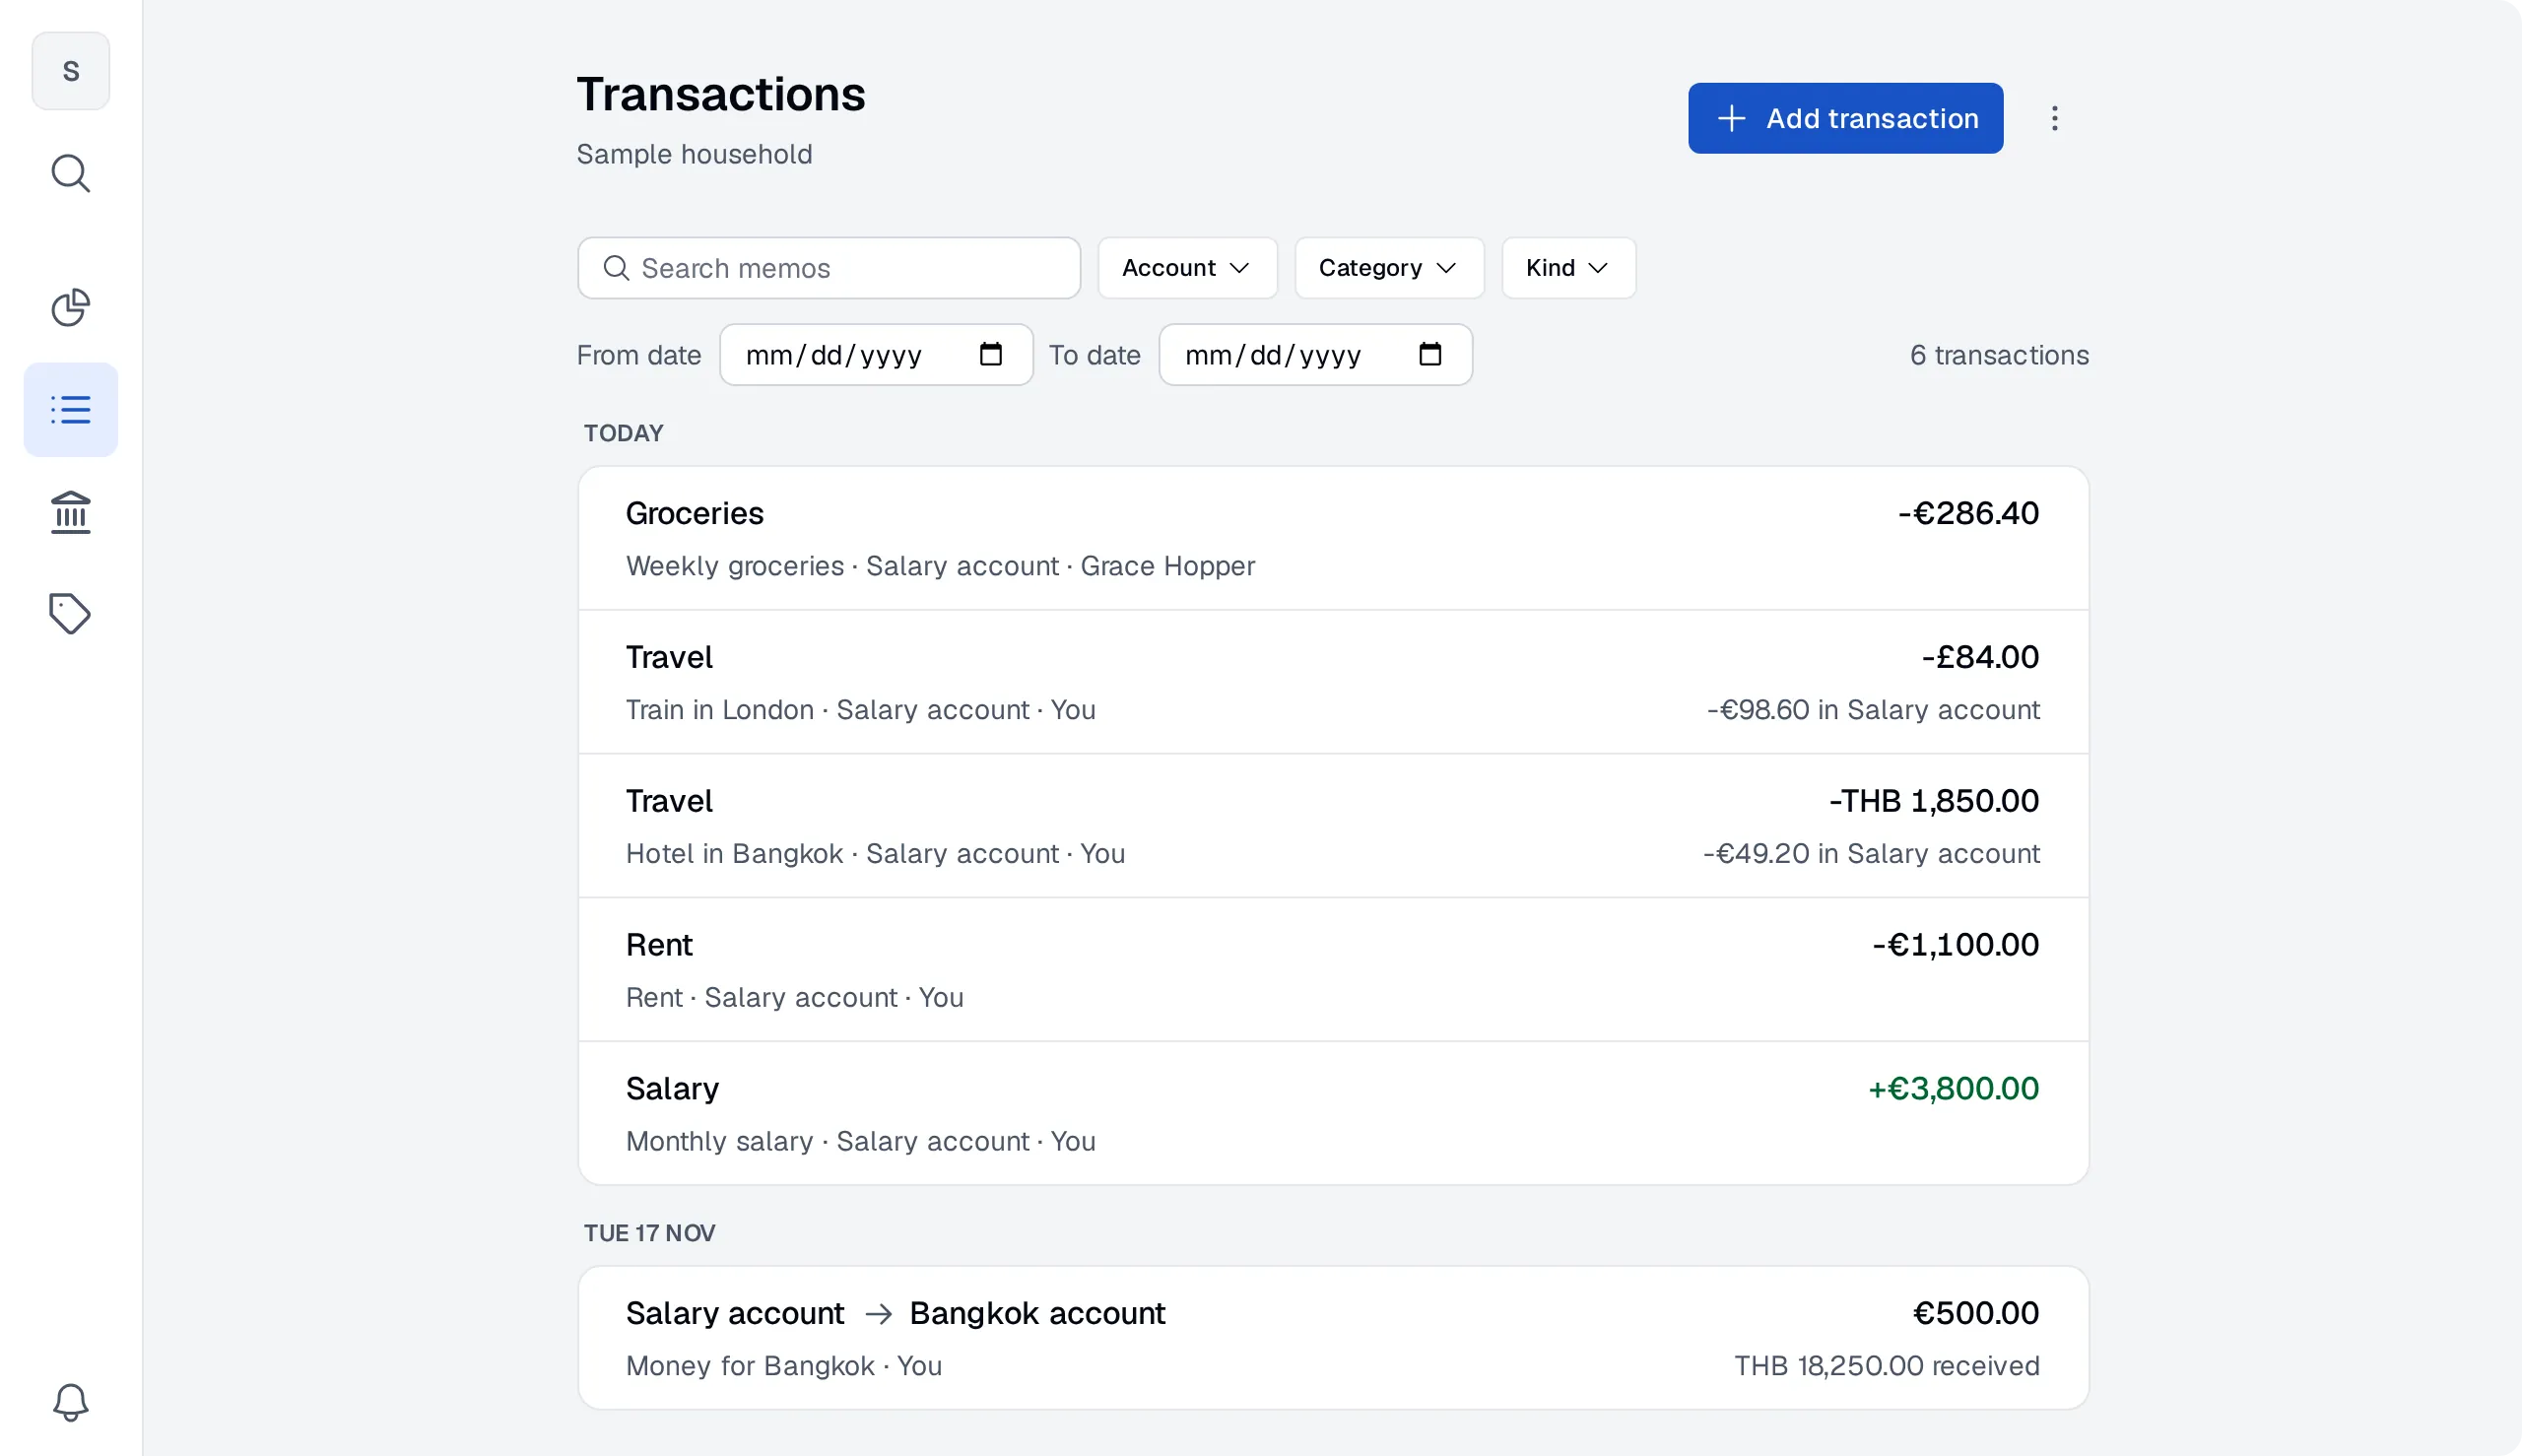 S
Transactions
Sample household
Add transaction
Search memos
Account
Category
Kind
From date
mm/dd/yyyy
To date
mm/dd/yyyy
6 transactions
TODAY
Groceries
-€286.40
Weekly groceries · Salary account · Grace Hopper
Travel
-£84.00
Train in London · Salary account · You
-€98.60 in Salary account
Travel
-THB 1,850.00
Hotel in Bangkok · Salary account · You
-€49.20 in Salary account
Rent
-€1,100.00
Rent · Salary account · You
Salary
+€3,800.00
Monthly salary · Salary account · You
TUE 17 NOV
Salary account → Bangkok account
€500.00
Money for Bangkok · You
THB 18,250.00 received